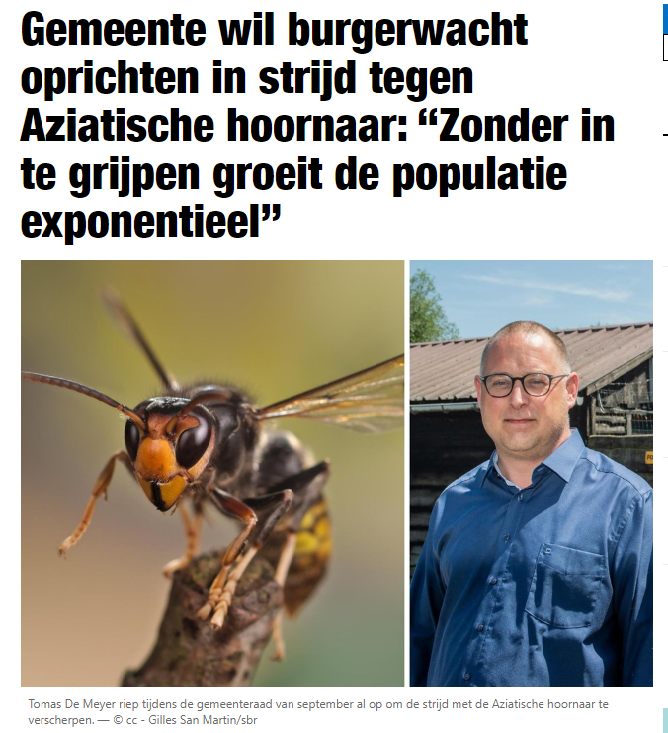 Gemeente wil burgerwacht
oprichten in strijd tegen
Aziatische hoornaar: “Zonder in
te grijpen groeit de populatie
exponentieel”
Tomas De Meyer riep tijdens de gemeenteraad van september al op om de strijd met de Aziatische hoornaar te
verscherpen. — © cc - Gilles San Martin/sbr